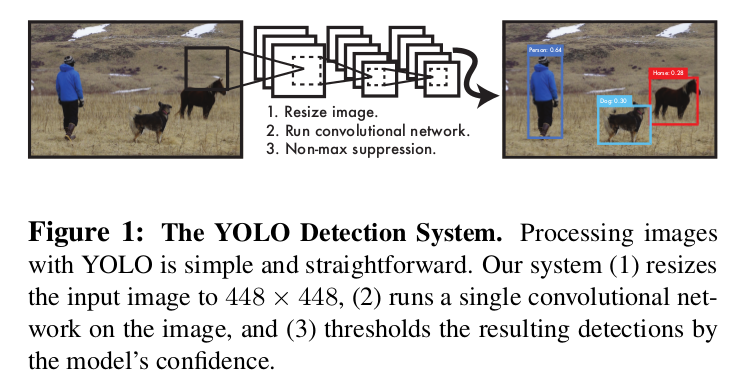 Person: 0.64
Horse: 0.28
Dog: 0.30
1. Resize image.
2. Run convolutional network.
3. Non-max suppression.
Figure 1: The YOLO Detection System. Processing images
with YOLO is simple and straightforward. Our system (1) resizes
the input image to 448 × 448, (2) runs a single convolutional net-
work on the image, and (3) thresholds the resulting detections by
the model's confidence.